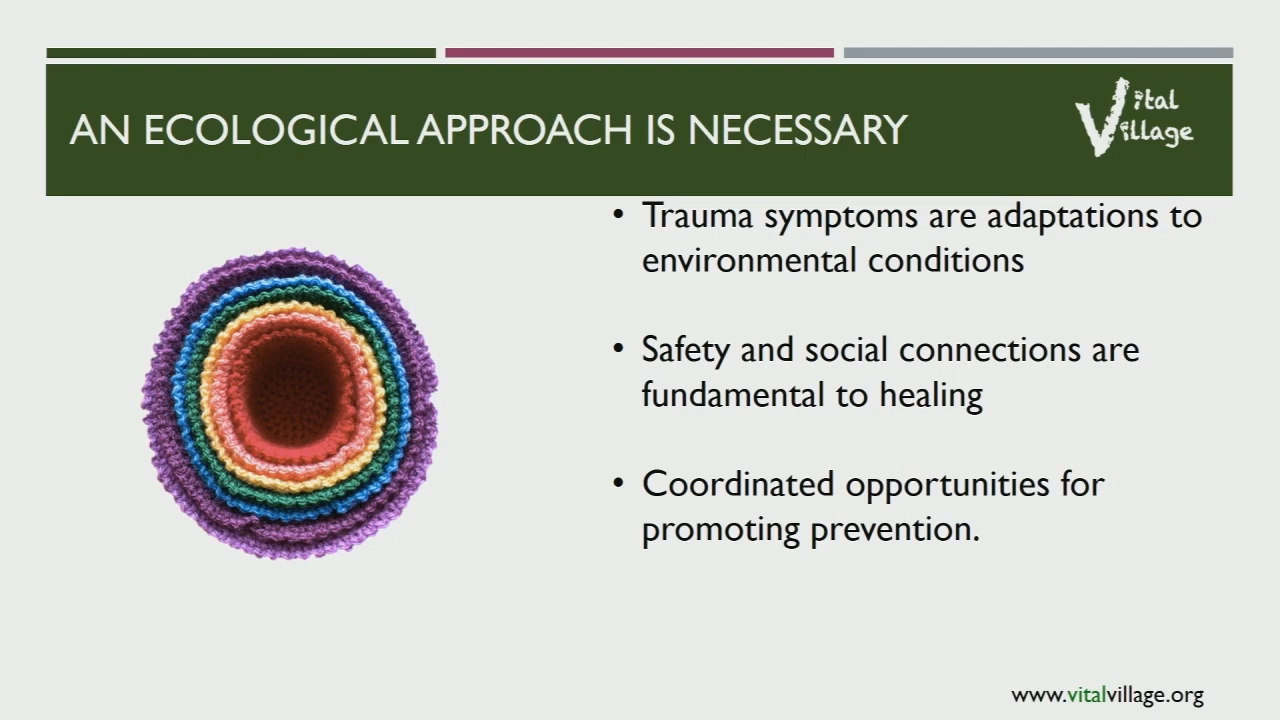 AN ECOLOGICAL APPROACH IS NECESSARY
Vital
Village
• Trauma symptoms are adaptations to
environmental conditions
• Safety and social connections are
fundamental to healing
• Coordinated opportunities for
promoting prevention.
www.vitalvillage.org